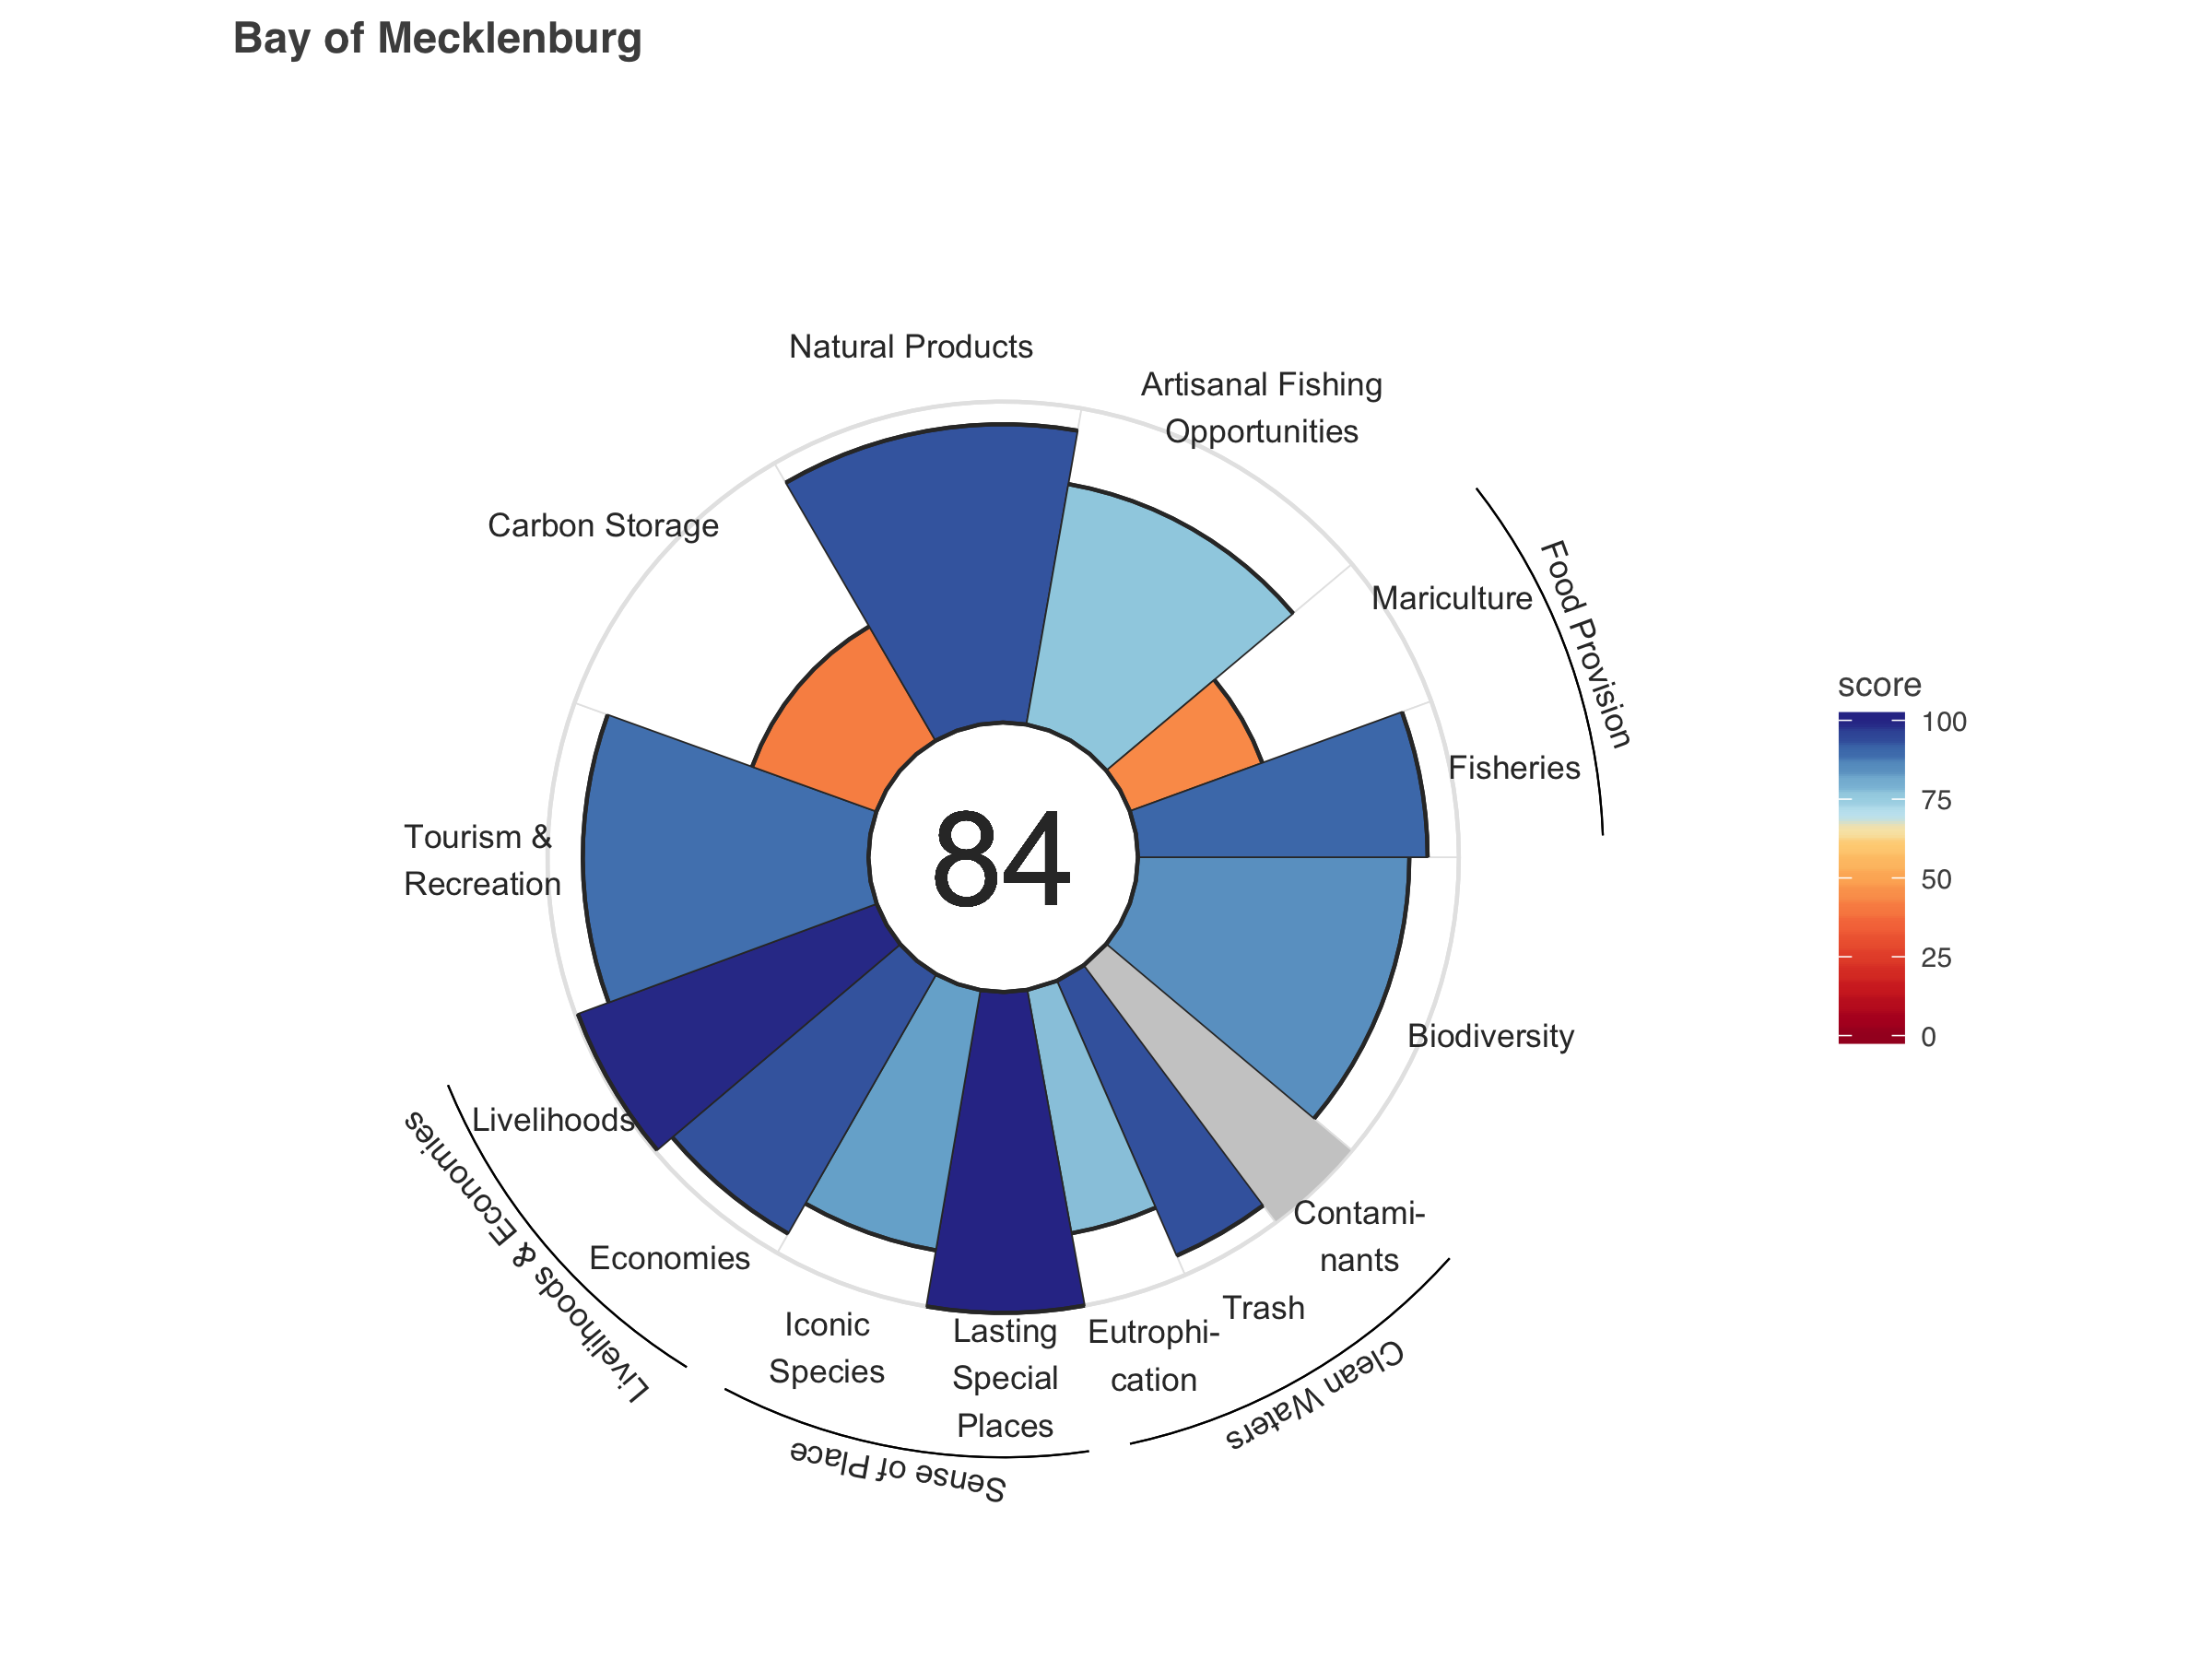 Bay of Mecklenburg
Natural Products
Artisanal Fishing
Opportunities
Carbon Storage
Mariculture
Food Provision
Fisheries
Tourism &
Recreation
84
Biodiversity
Livelihoods
Livelihoods & Economies
Economies
Contami-
nants
Trash
Clean Waters
Iconic
Species
Lasting
Special
Places
Eutrophi-
cation
Sense of Place
score
100
75
50
25
0